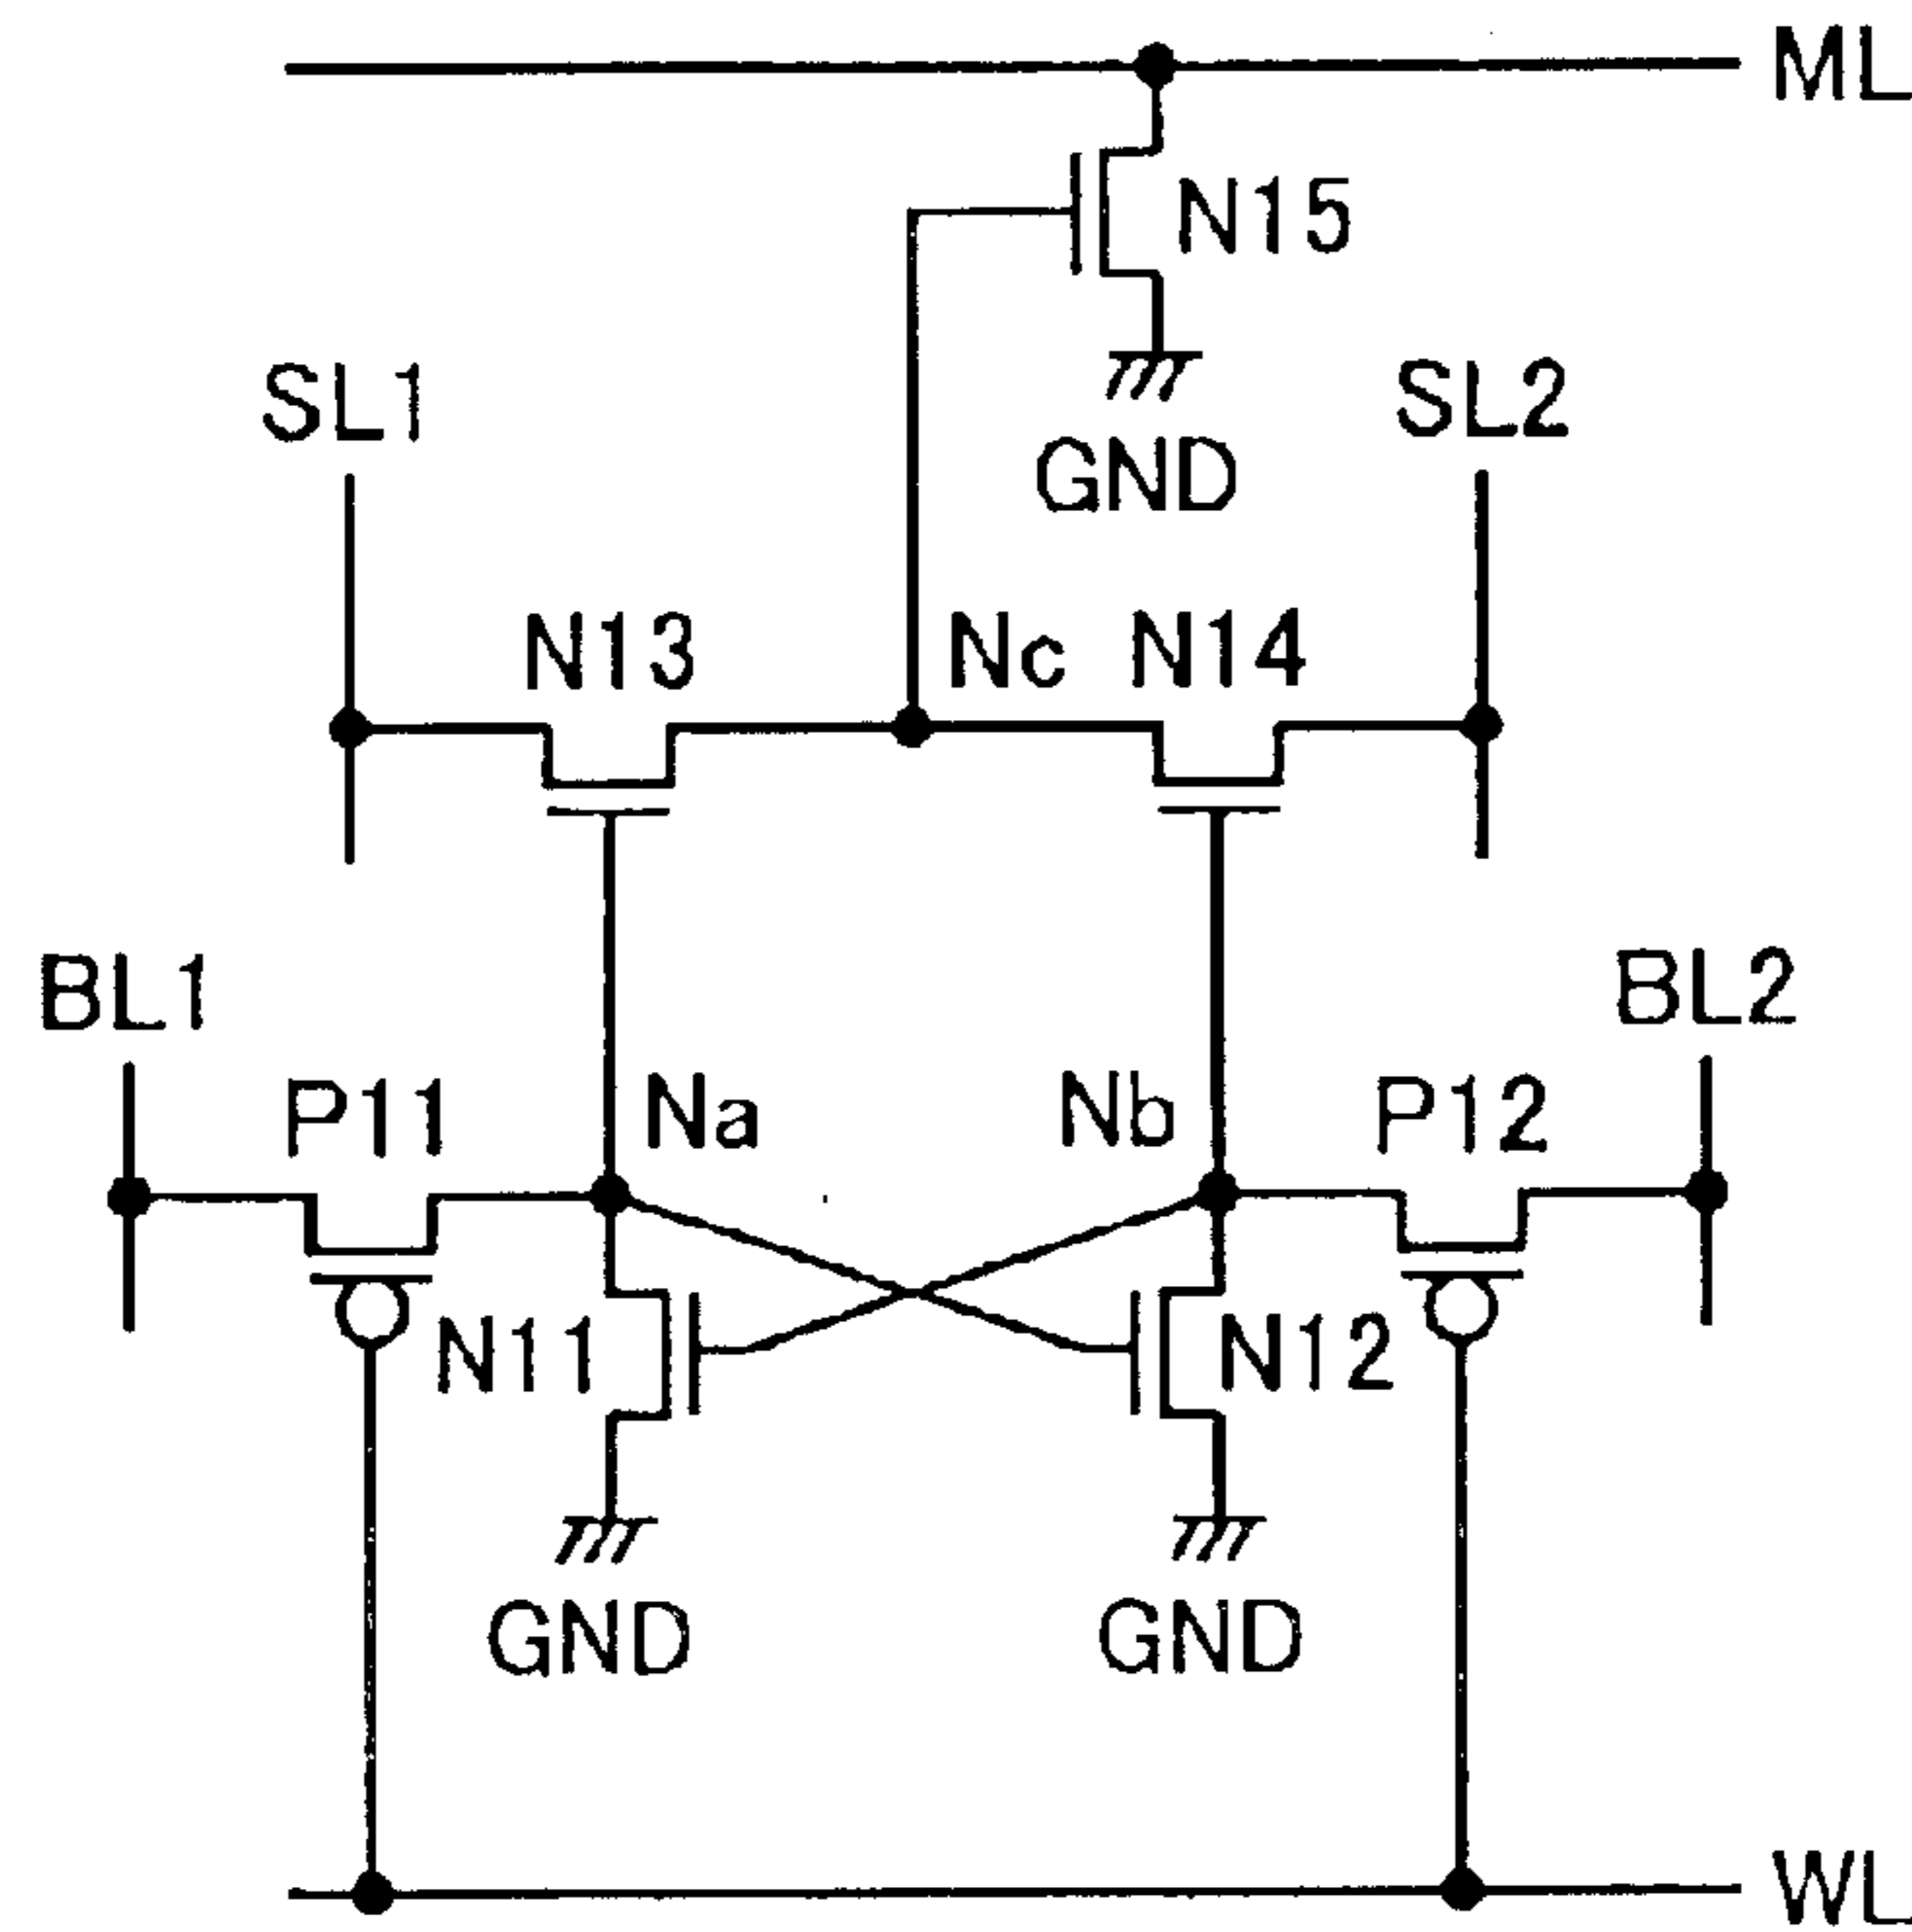 ML
N15
SL1
SL2
GND
N13
Nc
N14
BL1
BL2
P11
Na
Nb
P12
N11
N12
GND
GND
WL